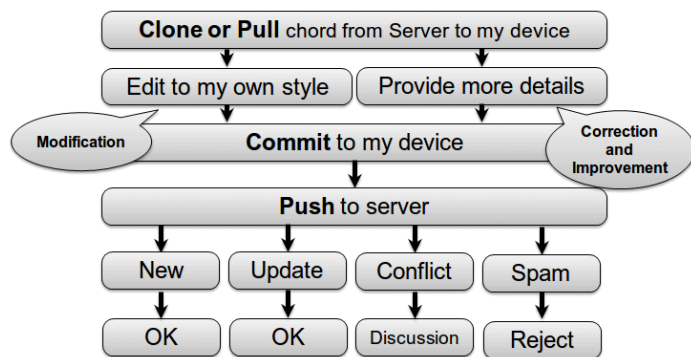 Clone or Pull chord from Server to my device
Edit to my own style
Provide more details
Modification
Commit to my device
Correction
and
Improvement
Push to server
New
Update
Conflict
Spam
OK
OK
Discussion
Reject